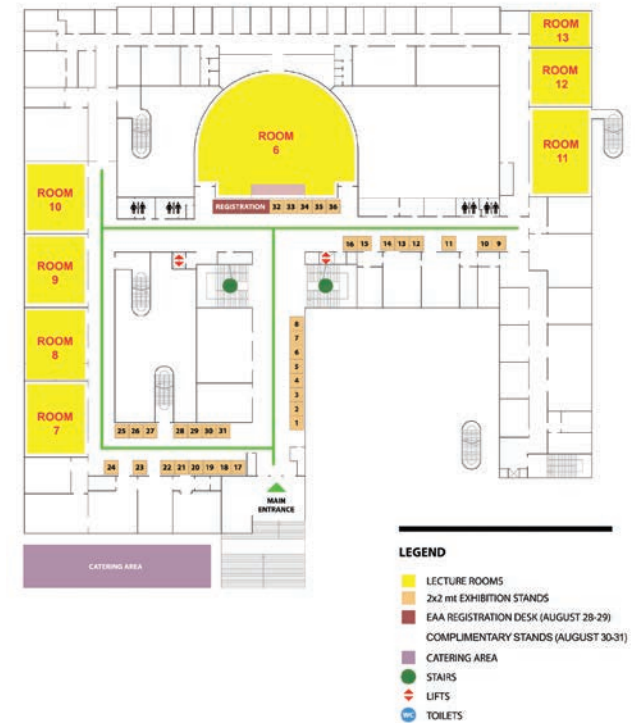 ROOM
13
ROOM
12
ROOM
11
ROOM
6
REGISTRATION 32 33 34 35 36
ROOM
10
16 15 14 13 12 11 10 9
ROOM
9
ROOM
8
8
7
6
5
4
3
2
1
ROOM
7
25 26 27 28 29 30 31
24 23 22 21 20 19 18 17
MAIN
ENTRANCE
CATERING AREA
LEGEND
LECTURE ROOMS
2x2 mt EXHIBITION STANDS
EAA REGISTRATION DESK (AUGUST 28-29)
COMPLIMENTARY STANDS (AUGUST 30-31)
CATERING AREA
STAIRS
LIFTS
WC TOILETS